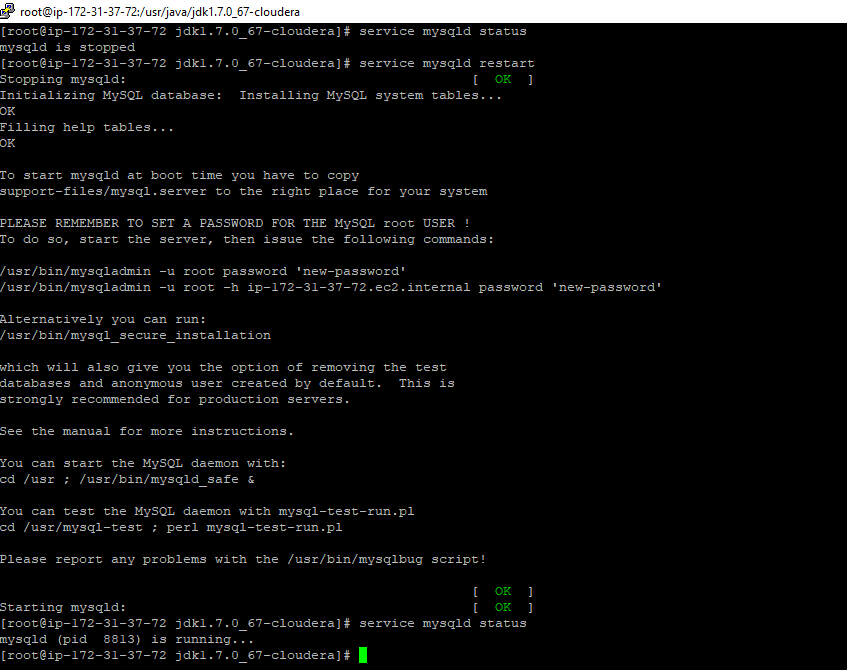 root@ip-172-31-37-72:/usr/java/jdk1.7.0_67-cloudera
[root@ip-172-31-37-72 jdk1.7.0_67-cloudera]# service mysqld status
mysqld is stopped
[root@ip-172-31-37-72 jdk1.7.0_67-cloudera]# service mysqld restart
Stopping mysqld:                                           [  OK  ]
Initializing MySQL database:  Installing MySQL system tables...
OK
Filling help tables...
OK
To start mysqld at boot time you have to copy
support-files/mysql.server to the right place for your system
PLEASE REMEMBER TO SET A PASSWORD FOR THE MySQL root USER !
To do so, start the server, then issue the following commands:
/usr/bin/mysqladmin -u root password 'new-password'
/usr/bin/mysqladmin -u root -h ip-172-31-37-72.ec2.internal password 'new-password'
Alternatively you can run:
/usr/bin/mysql_secure_installation
which will also give you the option of removing the test
databases and anonymous user created by default.  This is
strongly recommended for production servers.
See the manual for more instructions.
You can start the MySQL daemon with:
cd /usr ; /usr/bin/mysqld_safe &
You can test the MySQL daemon with mysql-test-run.pl
cd /usr/mysql-test ; perl mysql-test-run.pl
Please report any problems with the /usr/bin/mysqlbug script!
[  OK  ]
Starting mysqld:                                           [  OK  ]
[root@ip-172-31-37-72 jdk1.7.0_67-cloudera]# service mysqld status
mysqld (pid  8813) is running...
[root@ip-172-31-37-72 jdk1.7.0_67-cloudera]#